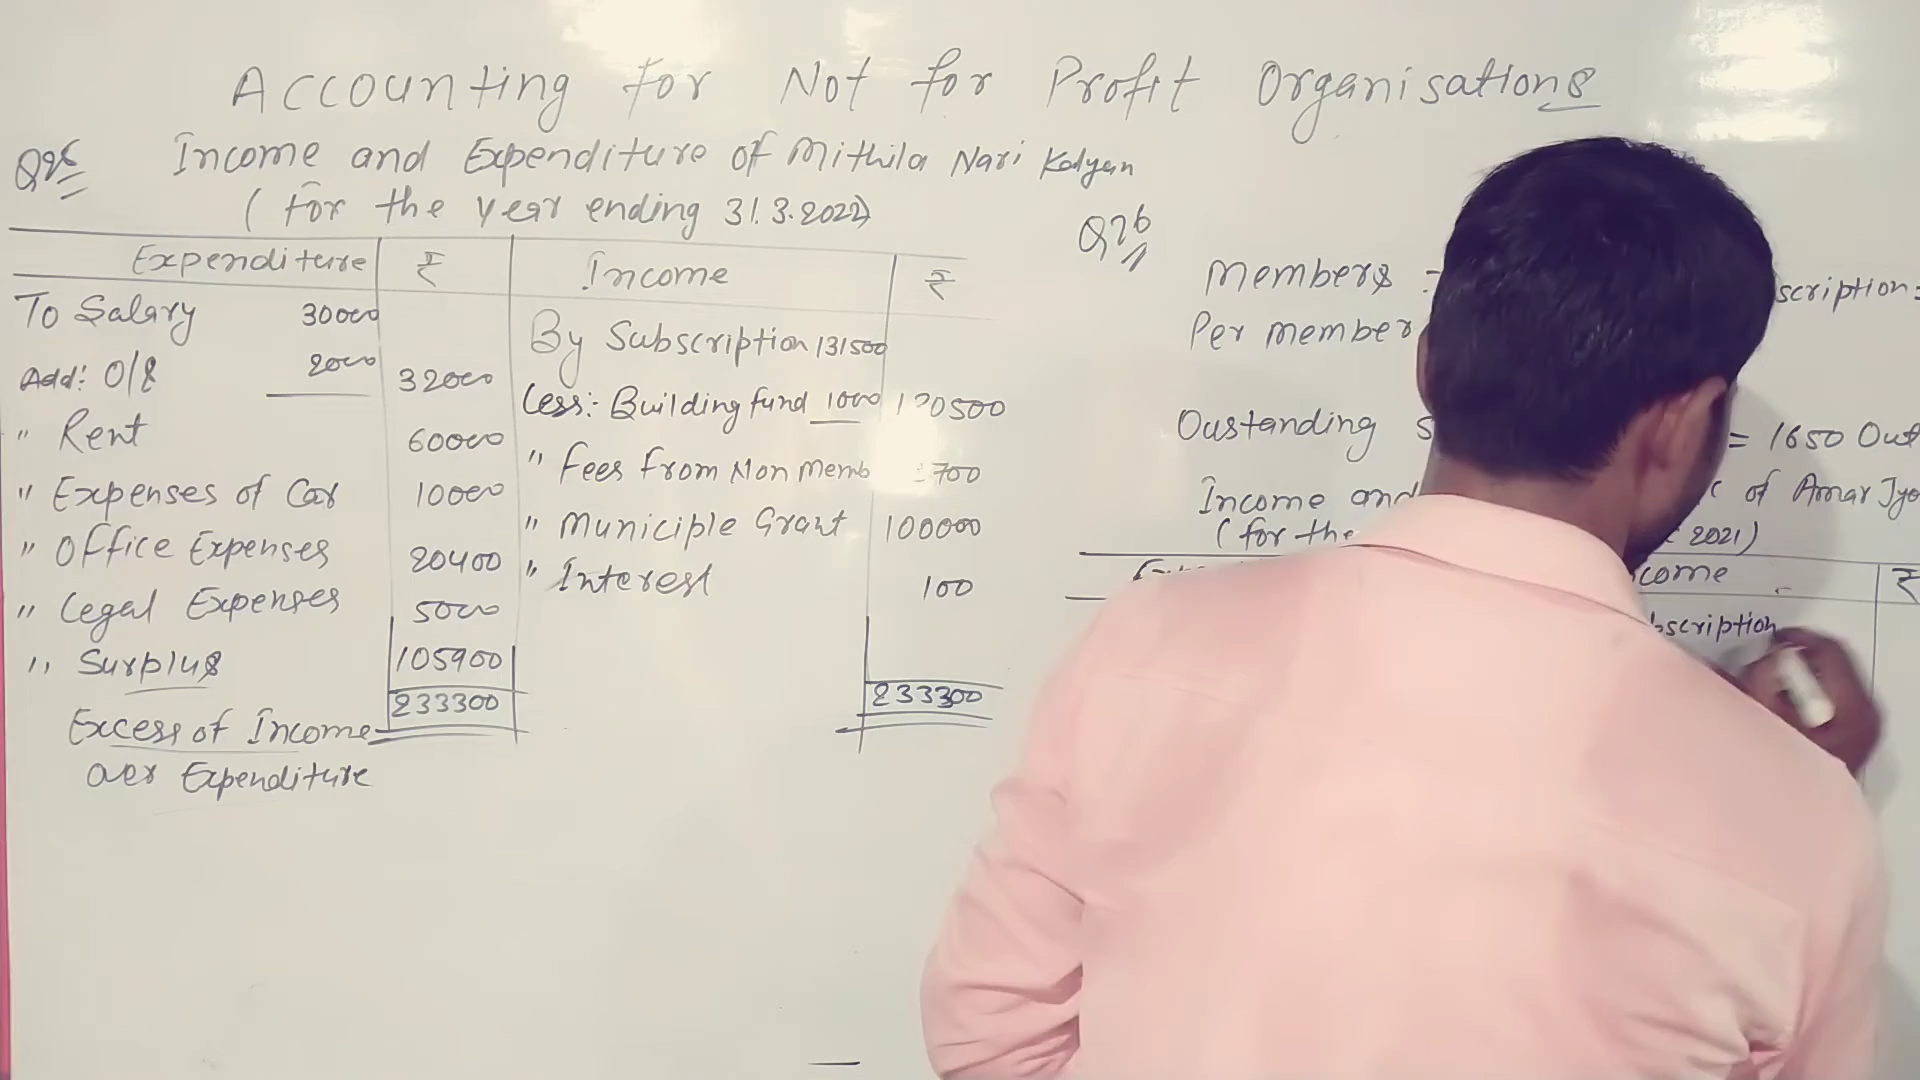 Accounting for Not for Profit Organisations
Income and Expenditure of Mithila Nari Kalyan
(For the year ending 31.3.2022)
Expenditure ₹ Income ₹
To Salary 30000
Add: O/s 2000 32000
" Rent 60000
" Expenses of Car 10000
" Office Expenses 20400
" Legal Expenses 5000
" Surplus 105900
233300
Excess of Income
over Expenditure
By Subscription 131500
Less:- Building fund 1000 130500
" Fees from Non Memb 2700
" Municiple Grant 100000
" Interest 100
233300
Q26
Members :- scription=
Per member
Oustanding s = 1650 Out
Income and of Amar Jyo
(for the 2021)
come ₹
bscription